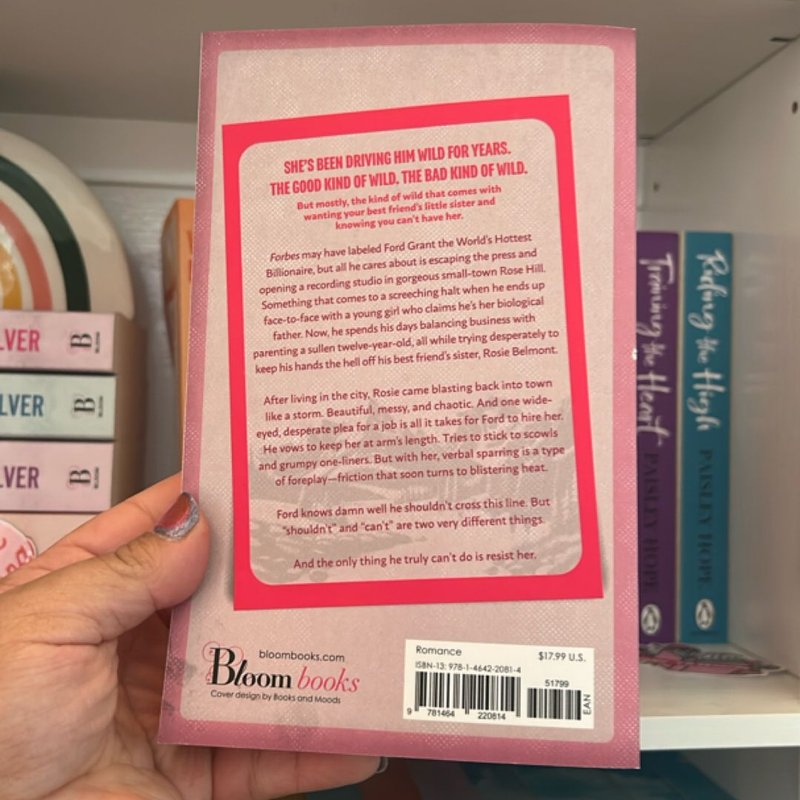 SHE'S BEEN DRIVING HIM WILD FOR YEARS.
THE GOOD KIND OF WILD. THE BAD KIND OF WILD.
But mostly, the kind of wild that comes with
wanting your best friend's little sister and
knowing you can't have her.
Forbes may have labeled Ford Grant the World's Hottest
Billionaire, but all he cares about is escaping the press and
opening a recording studio in gorgeous small-town Rose Hill.
Something that comes to a screeching halt when he ends up
face-to-face with a young girl who claims he's her biological
father. Now, he spends his days balancing business with
parenting a sullen twelve-year-old, all while trying desperately to
keep his hands the hell off his best friend's sister, Rosie Belmont.
After living in the city, Rosie came blasting back into town
like a storm. Beautiful, messy, and chaotic. And one wide-
eyed, desperate plea for a job is all it takes for Ford to hire her.
He vows to keep her at arm's length. Tries to stick to scowls
and grumpy one-liners. But with her, verbal sparring is a type
of foreplay—friction that soon turns to blistering heat.
Ford knows damn well he shouldn't cross this line. But
"shouldn't" and "can't" are two very different things.
And the only thing he truly can't do is resist her.
bloombooks.com
Bloom books
Cover design by Books and Moods
Romance
$17.99 U.S.
ISBN-13: 978-1-4642-2081-4
51799
9 781464 220814
EAN
LVER
B
LVER
B
LVER
B
Training the Heart PAISLEY HOPE
Riding the High PAISLEY HOPE